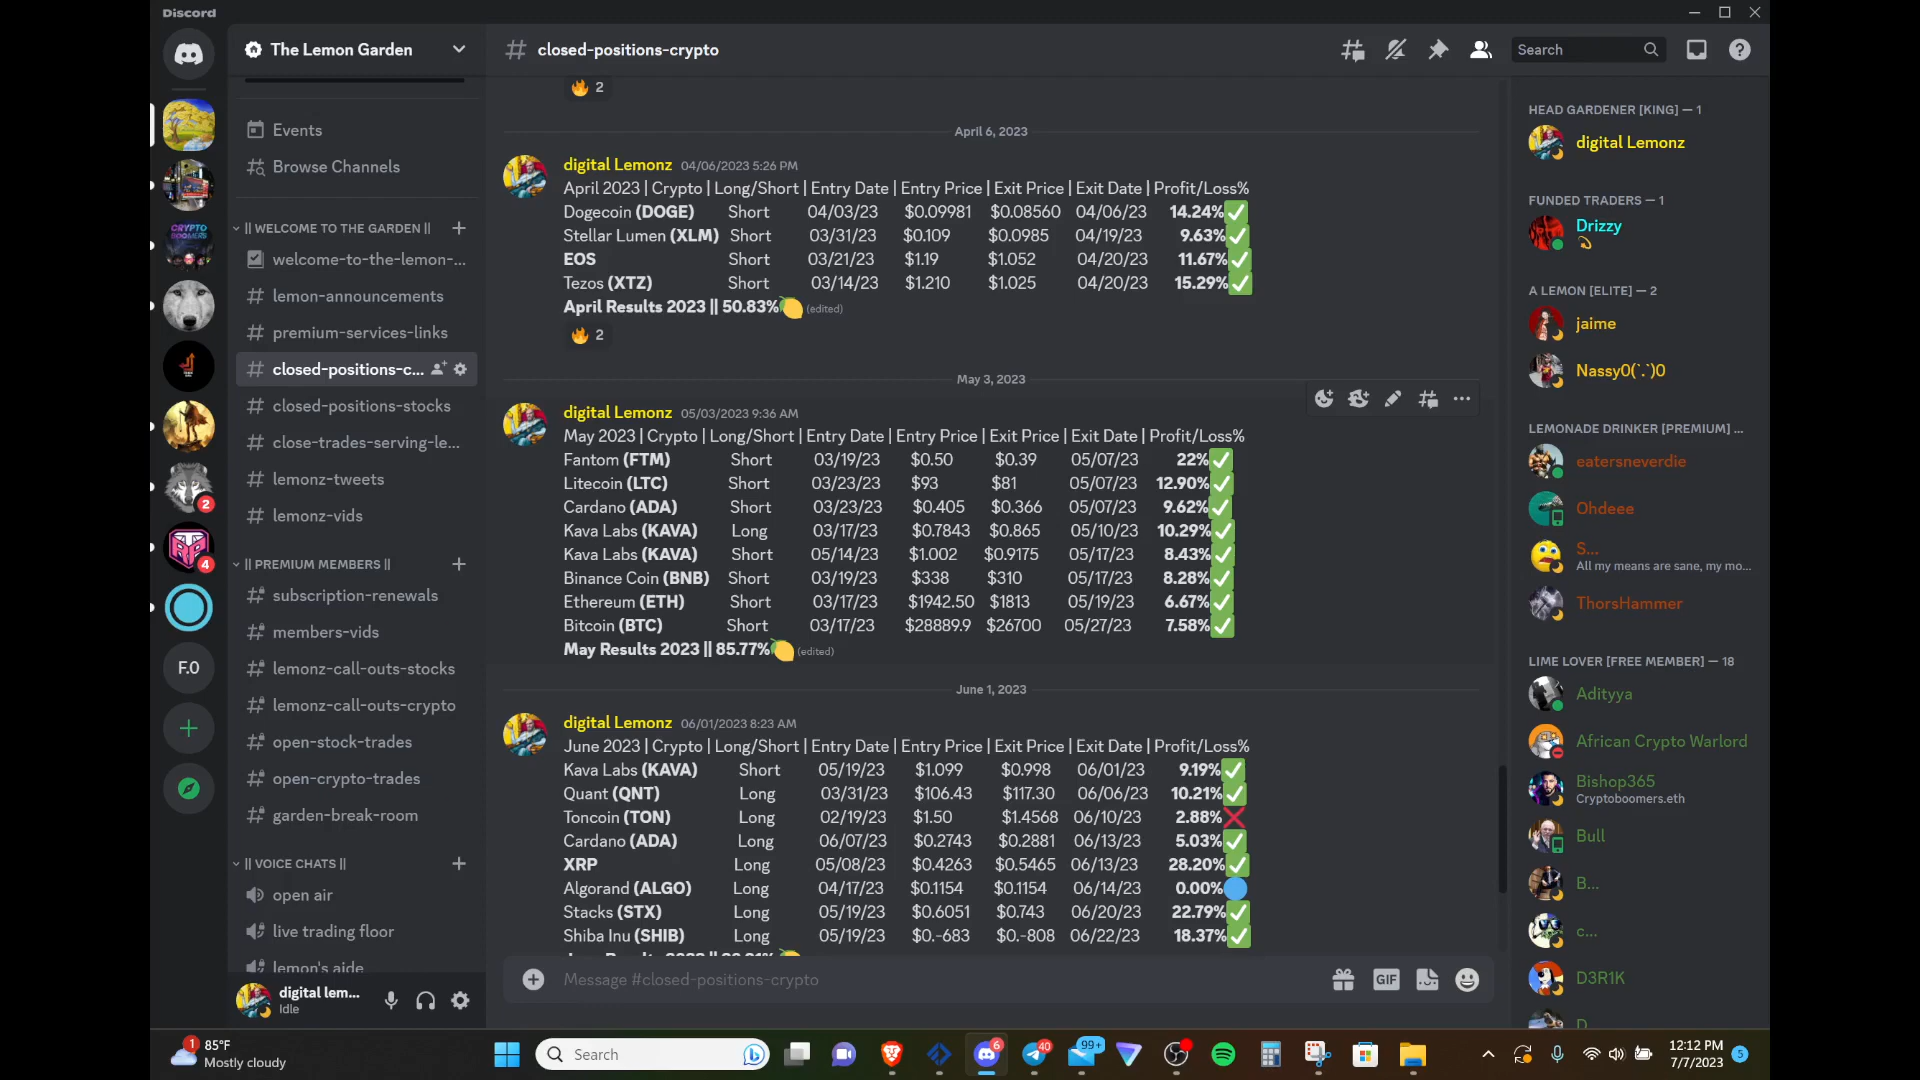 Discord
The Lemon Garden
closed-positions-crypto
Search
Events
Browse Channels
|| WELCOME TO THE GARDEN ||
welcome-to-the-lemon-...
lemon-announcements
premium-services-links
closed-positions-c...
closed-positions-stocks
close-trades-serving-le...
lemonz-tweets
lemonz-vids
|| PREMIUM MEMBERS ||
subscription-renewals
members-vids
lemonz-call-outs-stocks
lemonz-call-outs-crypto
open-stock-trades
open-crypto-trades
garden-break-room
|| VOICE CHATS ||
open air
live trading floor
lemon's aide
digital lem...
Idle
CRYPTO
BOOMERS
2
4
F.O
2
April 6, 2023
digital Lemonz 04/06/2023 5:26 PM
April 2023 | Crypto | Long/Short | Entry Date | Entry Price | Exit Price | Exit Date | Profit/Loss%
Dogecoin (DOGE) Short 04/03/23 $0.09981 $0.08560 04/06/23 14.24%✅
Stellar Lumen (XLM) Short 03/31/23 $0.109 $0.0985 04/19/23 9.63%✅
EOS Short 03/21/23 $1.19 $1.052 04/20/23 11.67%✅
Tezos (XTZ) Short 03/14/23 $1.210 $1.025 04/20/23 15.29%✅
April Results 2023 || 50.83%🍋 (edited)
🔥 2
May 3, 2023
digital Lemonz 05/03/2023 9:36 AM
May 2023 | Crypto | Long/Short | Entry Date | Entry Price | Exit Price | Exit Date | Profit/Loss%
Fantom (FTM) Short 03/19/23 $0.50 $0.39 05/07/23 22%✅
Litecoin (LTC) Short 03/23/23 $93 $81 05/07/23 12.90%✅
Cardano (ADA) Short 03/23/23 $0.405 $0.366 05/07/23 9.62%✅
Kava Labs (KAVA) Long 03/17/23 $0.7843 $0.865 05/10/23 10.29%✅
Kava Labs (KAVA) Short 05/14/23 $1.002 $0.9175 05/17/23 8.43%✅
Binance Coin (BNB) Short 03/19/23 $338 $310 05/17/23 8.28%✅
Ethereum (ETH) Short 03/17/23 $1942.50 $1813 05/19/23 6.67%✅
Bitcoin (BTC) Short 03/17/23 $28889.9 $26700 05/27/23 7.58%✅
May Results 2023 || 85.77%🍋 (edited)
June 1, 2023
digital Lemonz 06/01/2023 8:23 AM
June 2023 | Crypto | Long/Short | Entry Date | Entry Price | Exit Price | Exit Date | Profit/Loss%
Kava Labs (KAVA) Short 05/19/23 $1.099 $0.998 06/01/23 9.19%✅
Quant (QNT) Long 03/31/23 $106.43 $117.30 06/06/23 10.21%✅
Toncoin (TON) Long 02/19/23 $1.50 $1.4568 06/10/23 2.88%❌
Cardano (ADA) Long 06/07/23 $0.2743 $0.2881 06/13/23 5.03%✅
XRP Long 05/08/23 $0.4263 $0.5465 06/13/23 28.20%✅
Algorand (ALGO) Long 04/17/23 $0.1154 $0.1154 06/14/23 0.00%🔵
Stacks (STX) Long 05/19/23 $0.6051 $0.743 06/20/23 22.79%✅
Shiba Inu (SHIB) Long 05/19/23 $0.-683 $0.-808 06/22/23 18.37%✅
Message #closed-positions-crypto
GIF
HEAD GARDENER [KING] — 1
digital Lemonz
FUNDED TRADERS — 1
Drizzy
A LEMON [ELITE] — 2
jaime
Nassy0(`.`)0
LEMONADE DRINKER [PREMIUM] ...
eatersneverdie
Ohdeee
S...
All my means are sane, my mo...
ThorsHammer
LIME LOVER [FREE MEMBER] — 18
Adityya
African Crypto Warlord
Bishop365
Cryptoboomers.eth
Bull
B...
c...
D3R1K
1
85°F
Mostly cloudy
Search
6
40
99+
12:12 PM
7/7/2023
5